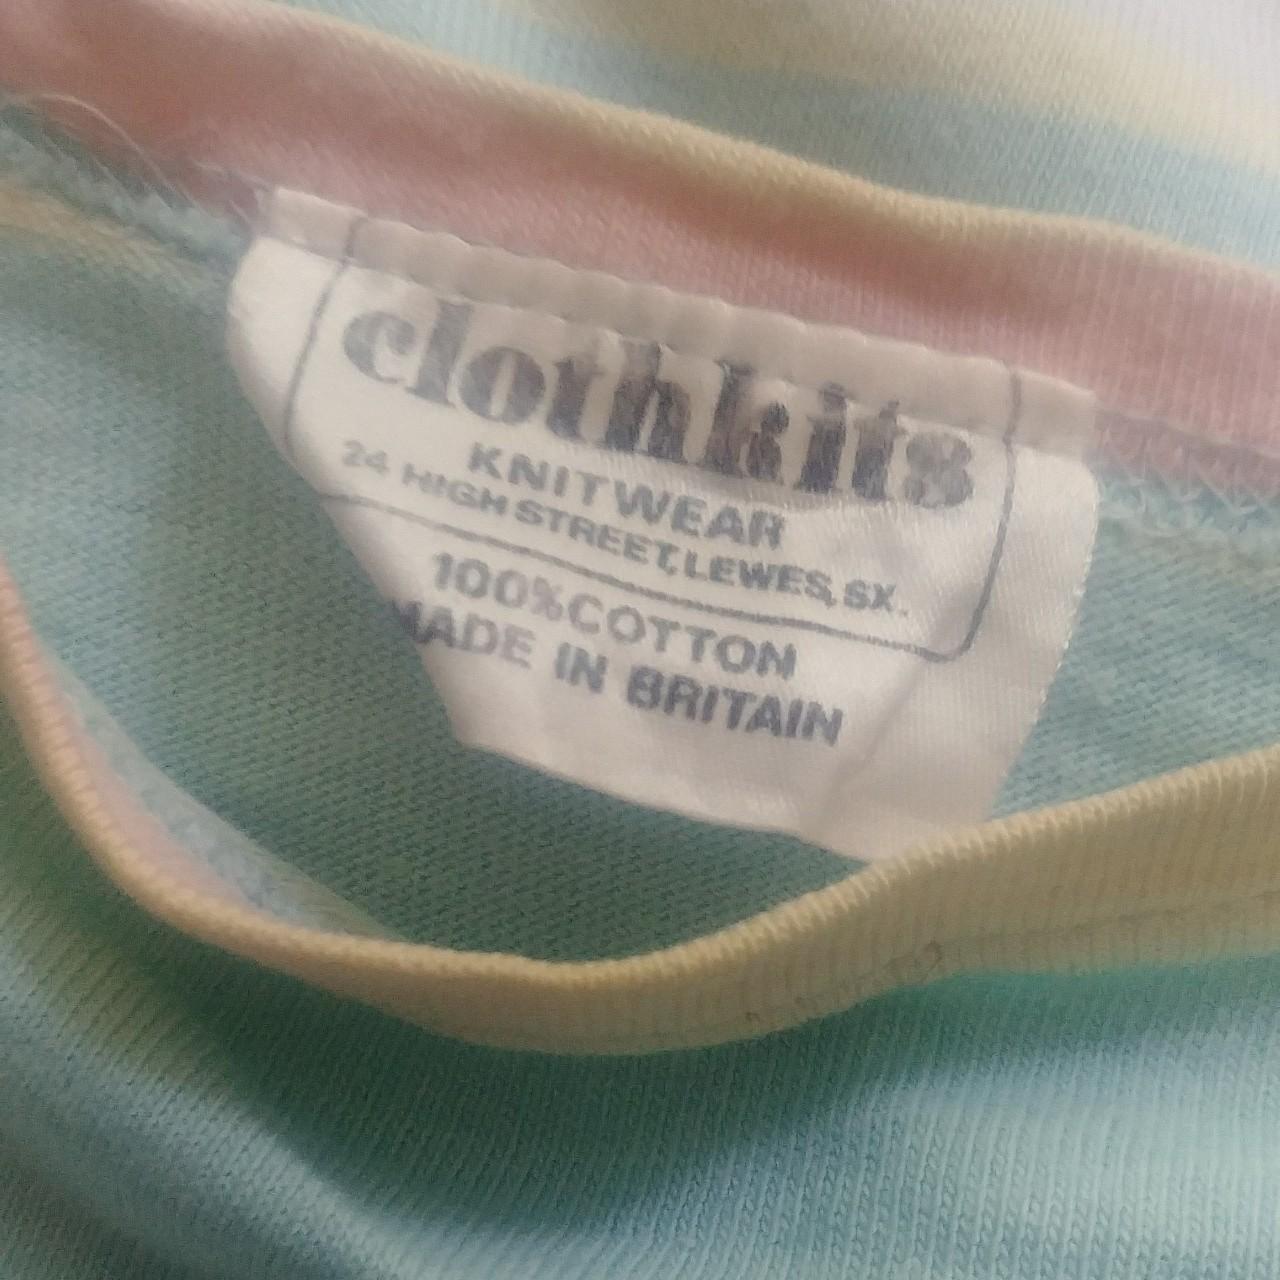 clothkits
KNITWEAR
24 HIGH STREET, LEWES, SX.
100% COTTON
MADE IN BRITAIN